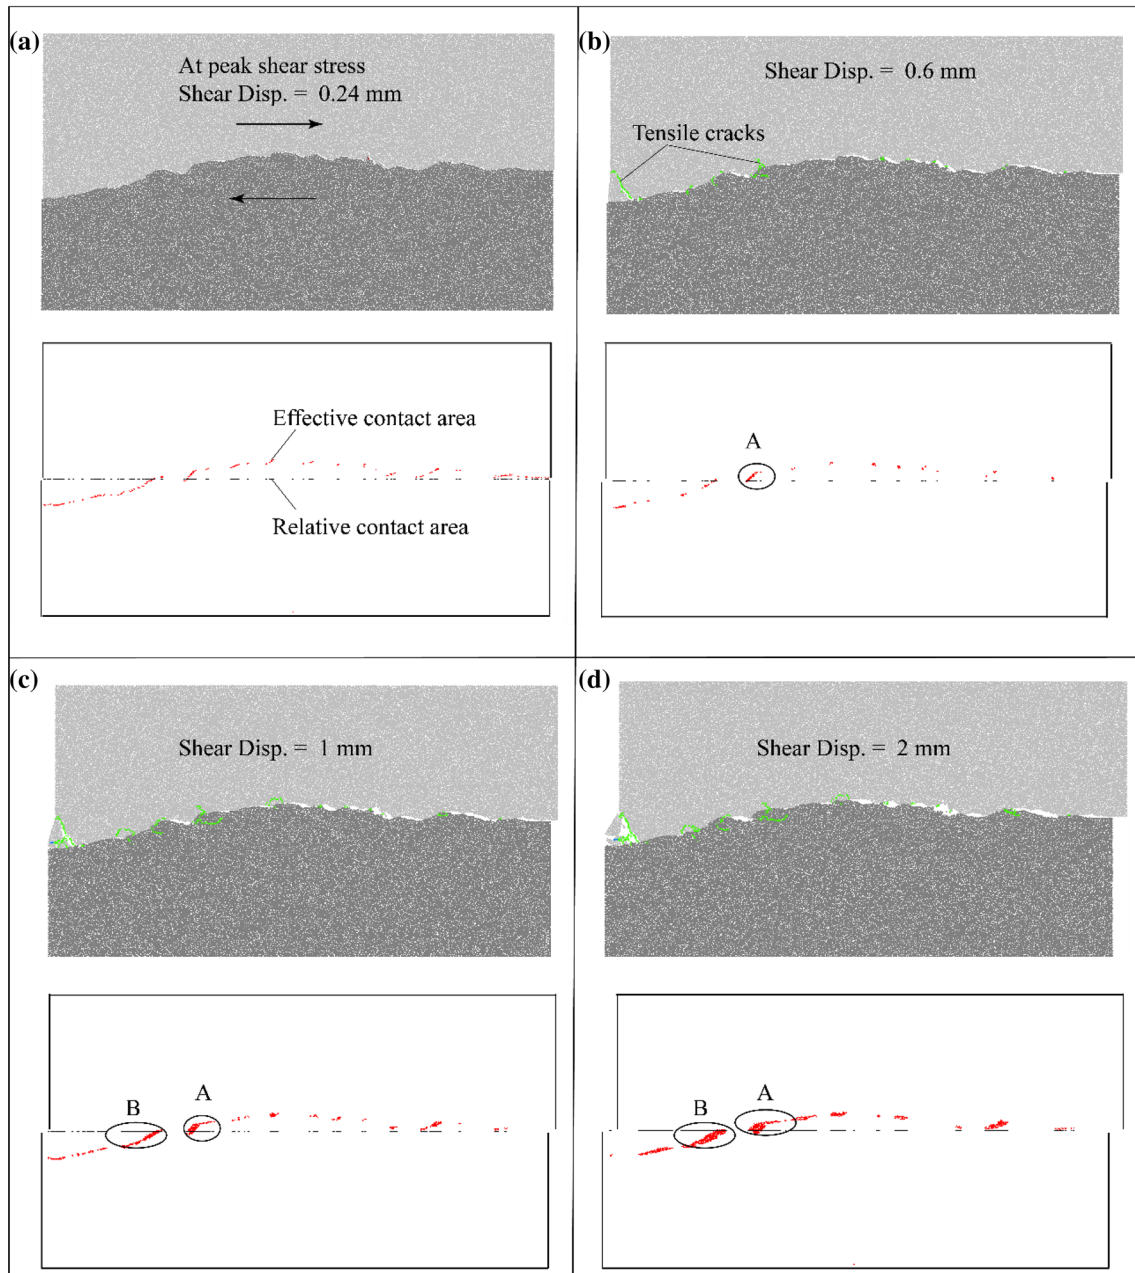 (a)
At peak shear stress
Shear Disp. = 0.24 mm
Effective contact area
Relative contact area
(b)
Shear Disp. = 0.6 mm
Tensile cracks
A
(c)
Shear Disp. = 1 mm
B
A
(d)
Shear Disp. = 2 mm
B
A